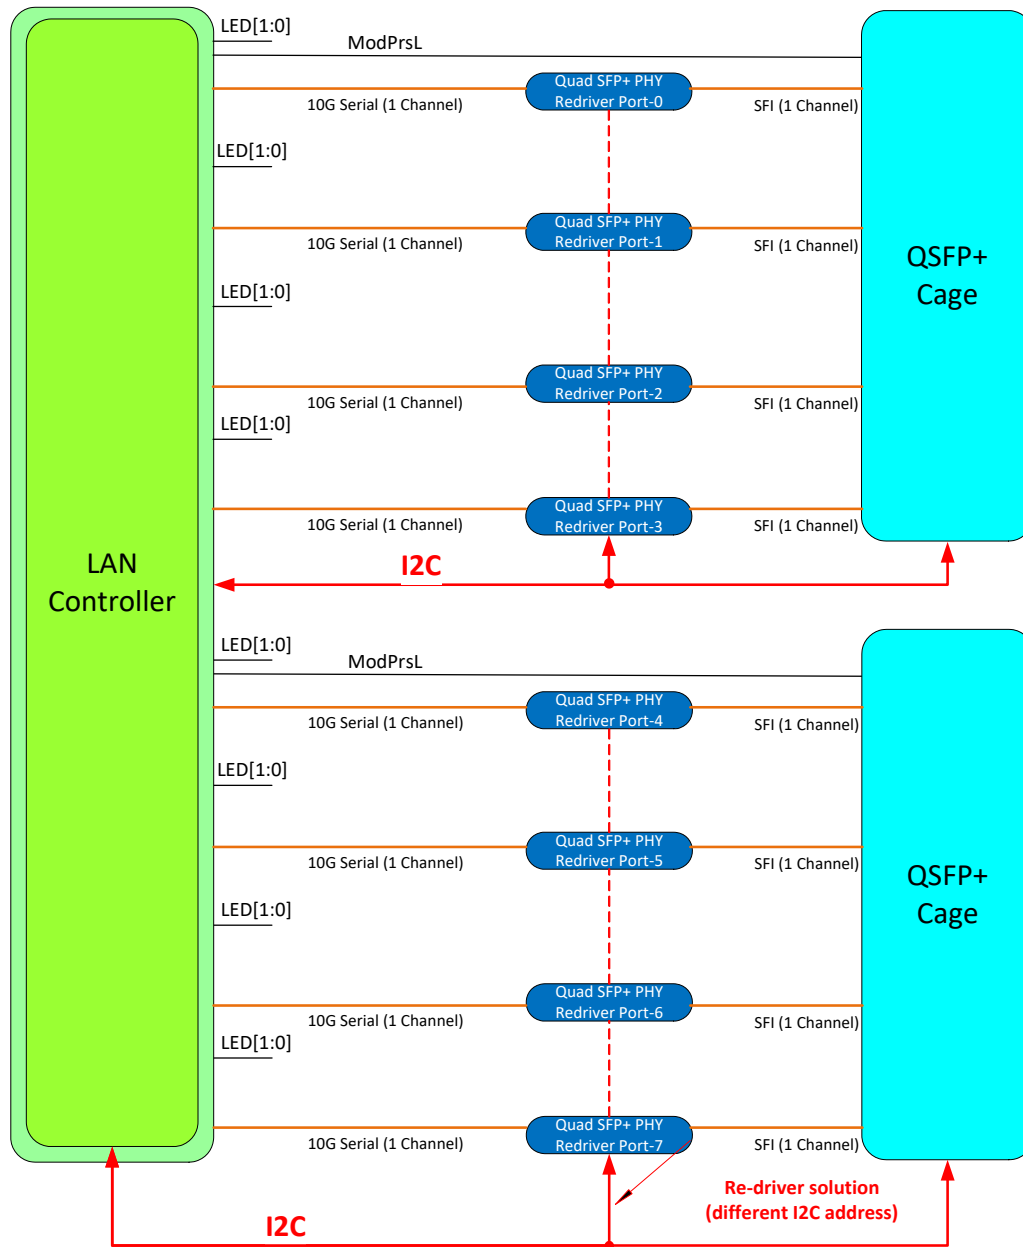 LED[1:0]
ModPrsL
Quad SFP+ PHY
Redriver Port-0
10G Serial (1 Channel)
SFI (1 Channel)
LED[1:0]
Quad SFP+ PHY
Redriver Port-1
10G Serial (1 Channel)
SFI (1 Channel)
QSFP+
Cage
LED[1:0]
Quad SFP+ PHY
Redriver Port-2
10G Serial (1 Channel)
SFI (1 Channel)
LED[1:0]
Quad SFP+ PHY
Redriver Port-3
10G Serial (1 Channel)
SFI (1 Channel)
LAN
Controller
I2C
LED[1:0]
ModPrsL
Quad SFP+ PHY
Redriver Port-4
10G Serial (1 Channel)
SFI (1 Channel)
LED[1:0]
Quad SFP+ PHY
Redriver Port-5
10G Serial (1 Channel)
SFI (1 Channel)
QSFP+
Cage
LED[1:0]
Quad SFP+ PHY
Redriver Port-6
10G Serial (1 Channel)
SFI (1 Channel)
LED[1:0]
Quad SFP+ PHY
Redriver Port-7
10G Serial (1 Channel)
SFI (1 Channel)
Re-driver solution
(different I2C address)
I2C